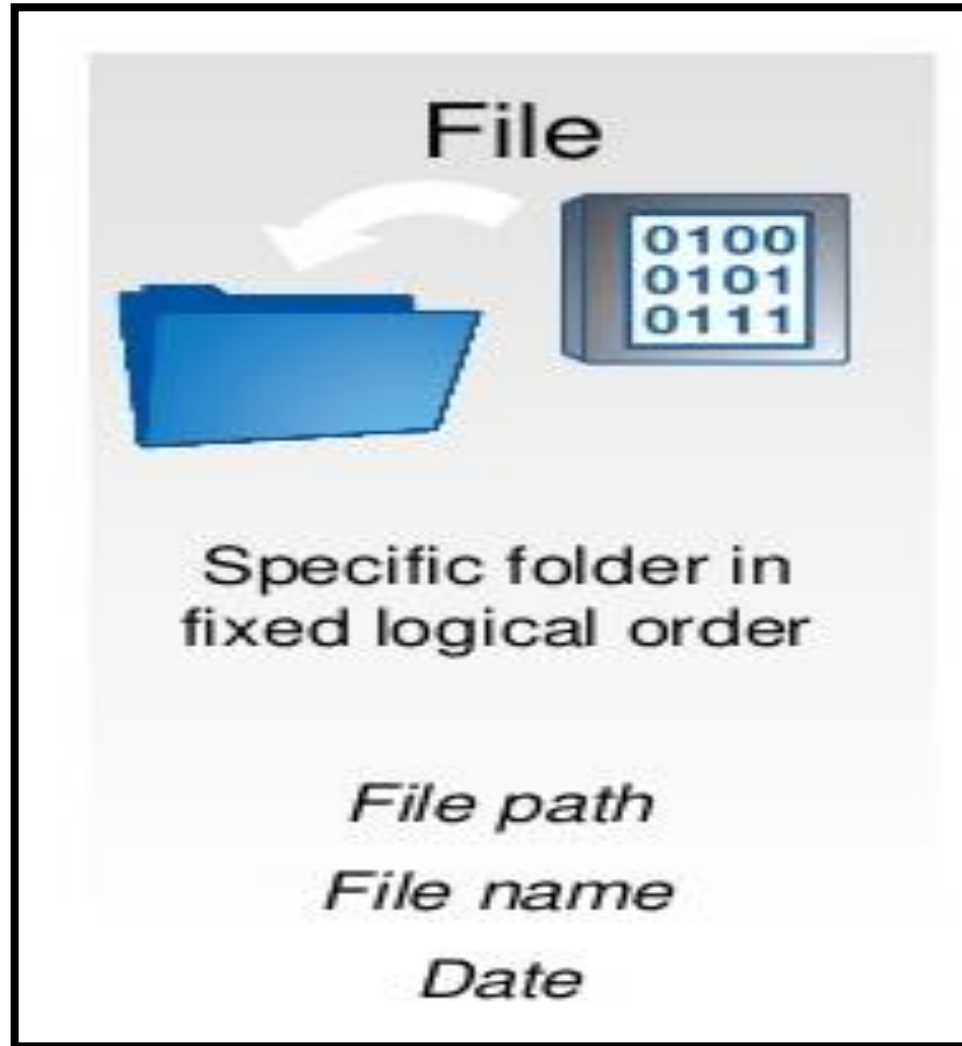 File
0100
0101
0111
Specific folder in
fixed logical order
File path
File name
Date